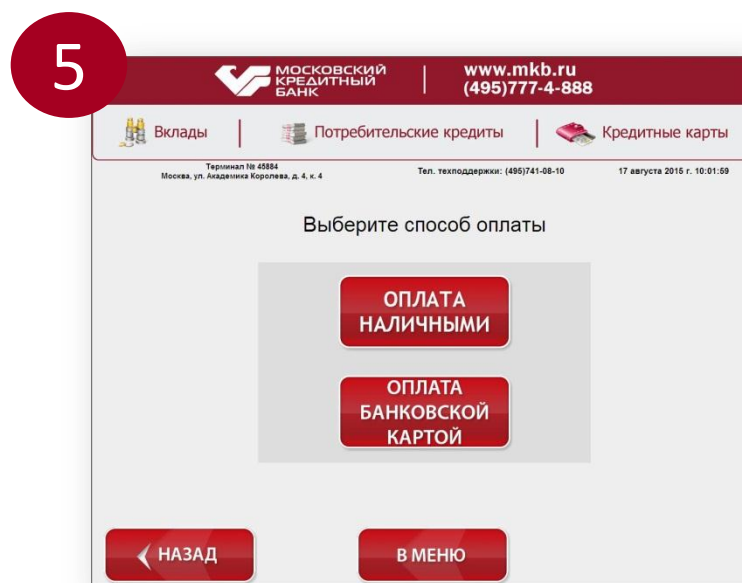 5
МОСКОВСКИЙ
КРЕДИТНЫЙ
БАНК
www.mkb.ru
(495)777-4-888
Вклады
Потребительские кредиты
Кредитные карты
Терминал № 45884
Москва, ул. Академика Королева, д. 4, к. 4
Тел. техподдержки: (495)741-08-10
17 августа 2015 г. 10:01:59
Выберите способ оплаты
ОПЛАТА
НАЛИЧНЫМИ
ОПЛАТА
БАНКОВСКОЙ
КАРТОЙ
НАЗАД
В МЕНЮ